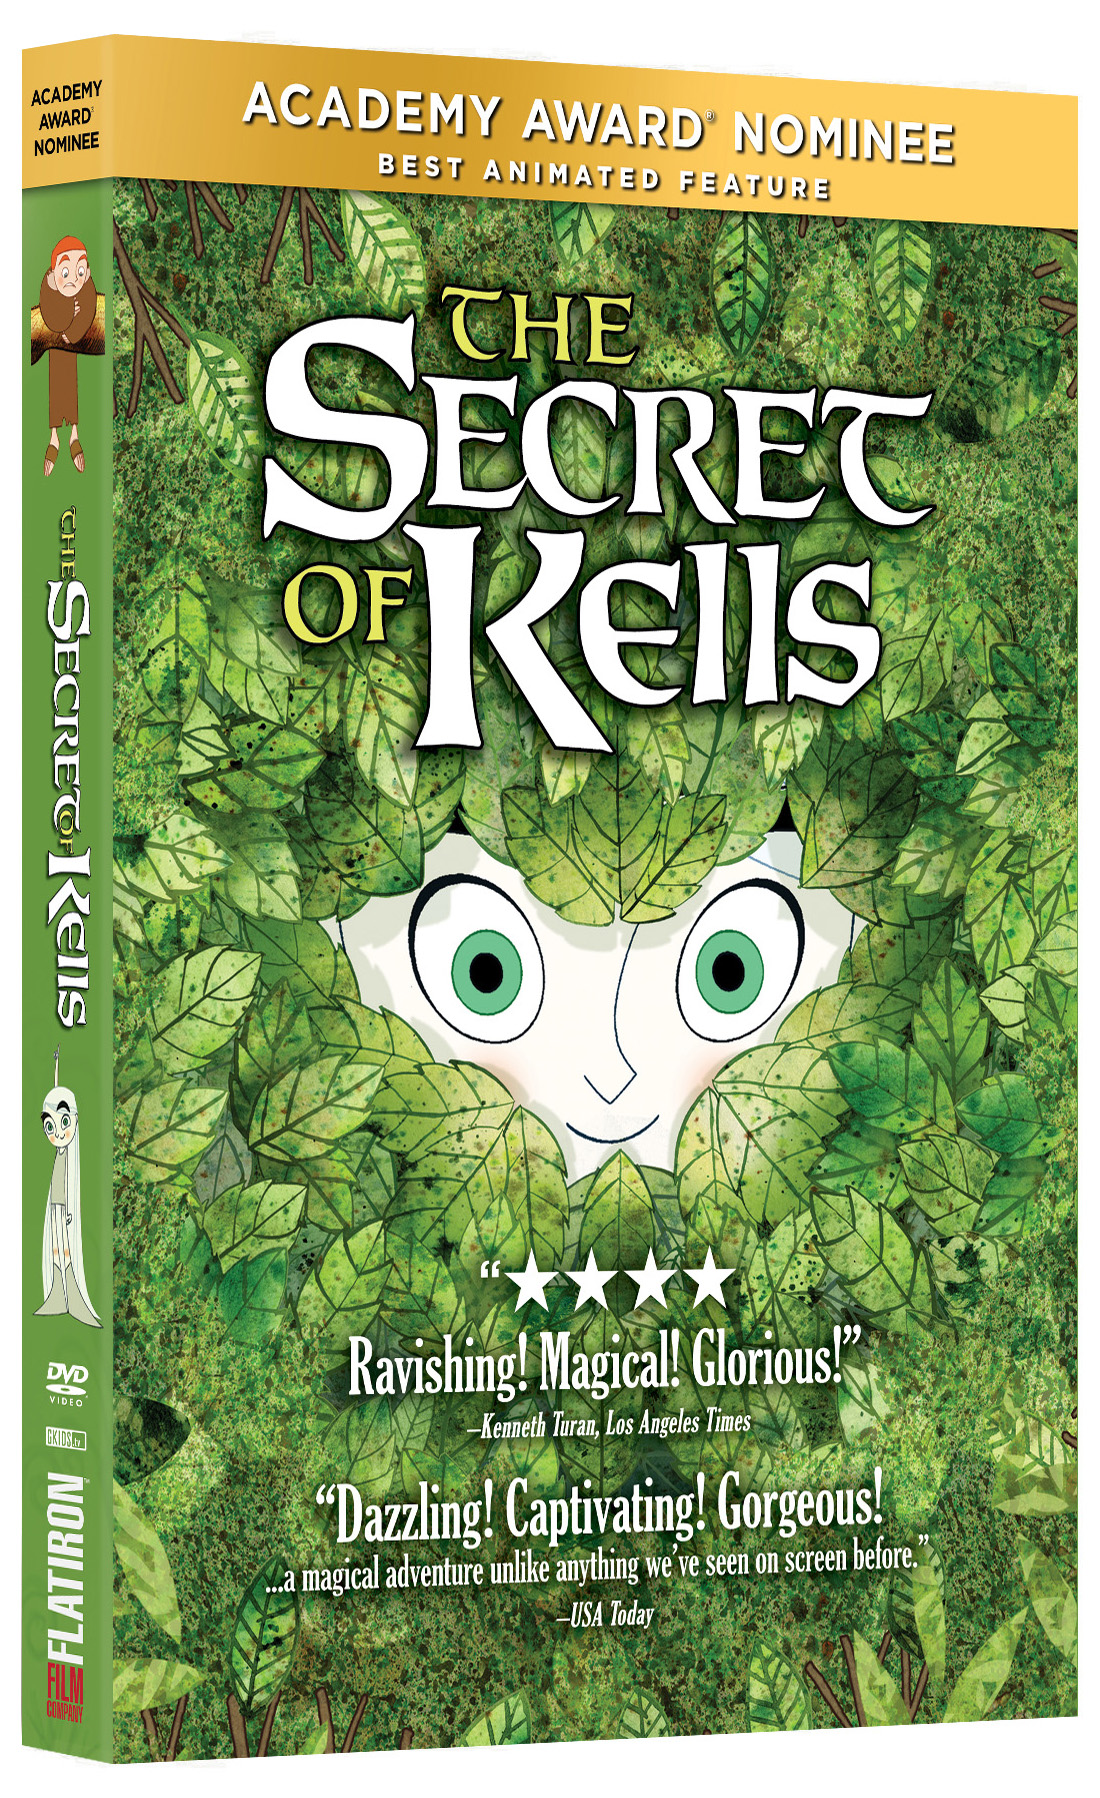 ACADEMY
AWARD®
NOMINEE
THE SECRET OF KELLS
DVD
VIDEO
GKIDS.tv
FLATIRON™
FILM
COMPANY
ACADEMY AWARD® NOMINEE
BEST ANIMATED FEATURE
THE
SECRET
OF KELLS
“★★★★
Ravishing! Magical! Glorious!”
–Kenneth Turan, Los Angeles Times
“Dazzling! Captivating! Gorgeous!
...a magical adventure unlike anything we've seen on screen before.”
–USA Today